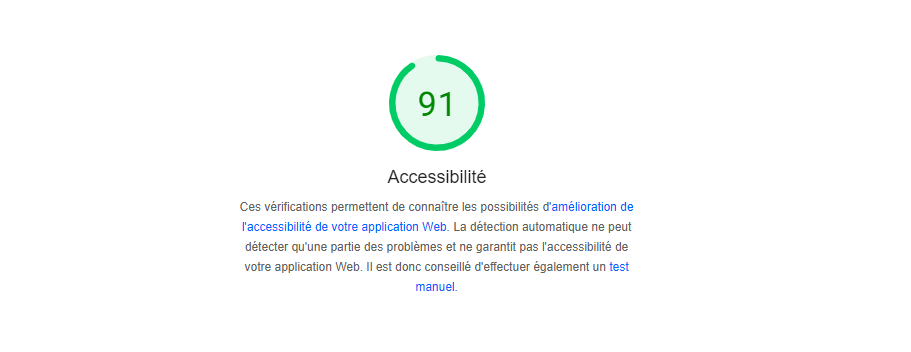 91
Accessibilité
Ces vérifications permettent de connaître les possibilités d'amélioration de
l'accessibilité de votre application Web. La détection automatique ne peut
détecter qu'une partie des problèmes et ne garantit pas l'accessibilité de
votre application Web. Il est donc conseillé d'effectuer également un test
manuel.